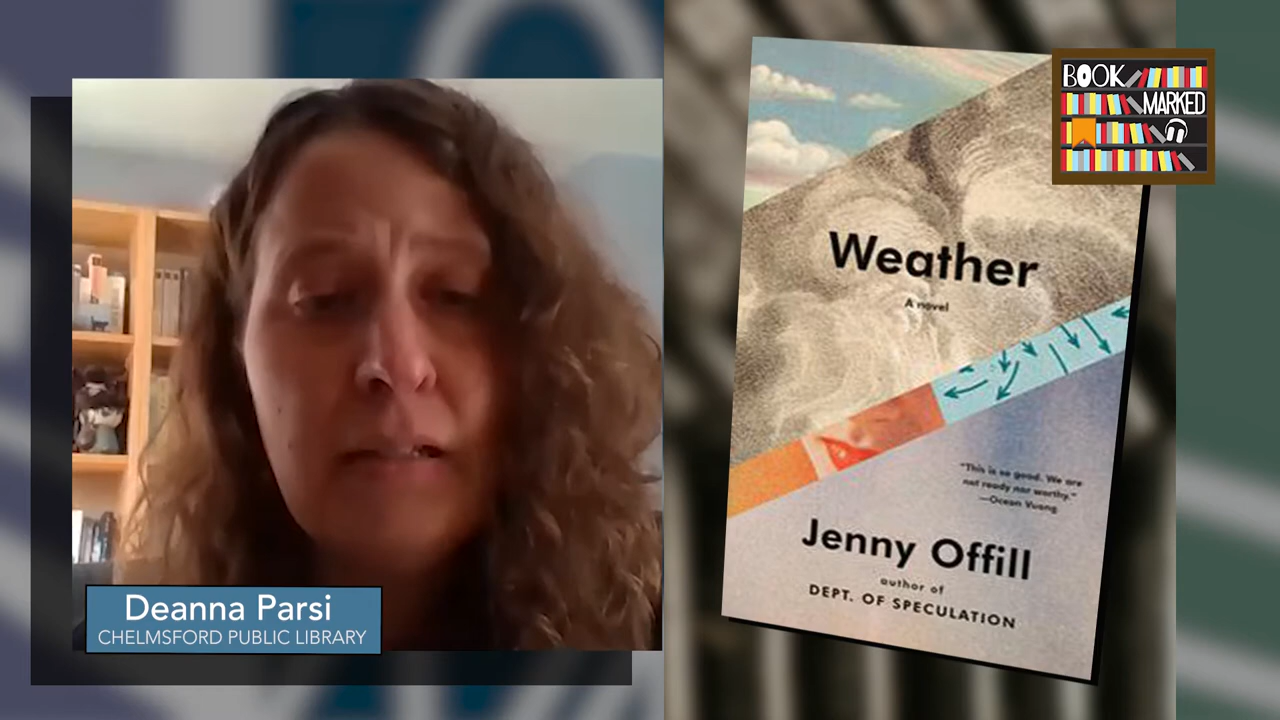 Deanna Parsi
CHELMSFORD PUBLIC LIBRARY
BOOK
MARKED
Weather
A novel
"This is so good. We are
not ready nor worthy."
—Ocean Vuong
Jenny Offill
author of
DEPT. OF SPECULATION